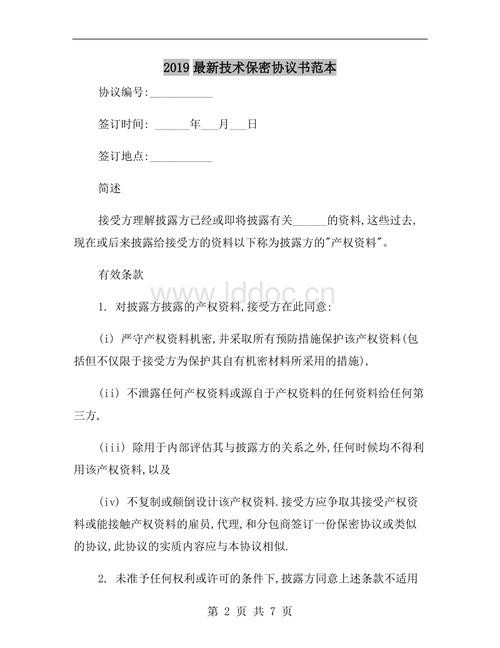 2019最新技术保密协议书范本
协议编号:___________
签订时间: ______年___月___日
签订地点:___________
简述
接受方理解披露方已经或即将披露有关______的资料,这些过去,
现在或后来披露给接受方的资料以下称为披露方的"产权资料"。
www.lddoc.cn
有效条款
1. 对披露方披露的产权资料,接受方在此同意:
(i) 严守产权资料机密,并采取所有预防措施保护该产权资料(包
括但不仅限于接受方为保护其自有机密材料所采用的措施),
(ii) 不泄露任何产权资料或源自于产权资料的任何资料给任何第
三方,
(iii) 除用于内部评估其与披露方的关系之外,任何时候均不得利
用该产权资料,以及
(iv) 不复制或颠倒设计该产权资料.接受方应争取其接受产权资
料或能接触产权资料的雇员,代理,和分包商签订一份保密协议或类似
的协议,此协议的实质内容应与本协议相似.
2. 未准予任何权利或许可的条件下,披露方同意上述条款不适用
第 2 页 共 7 页